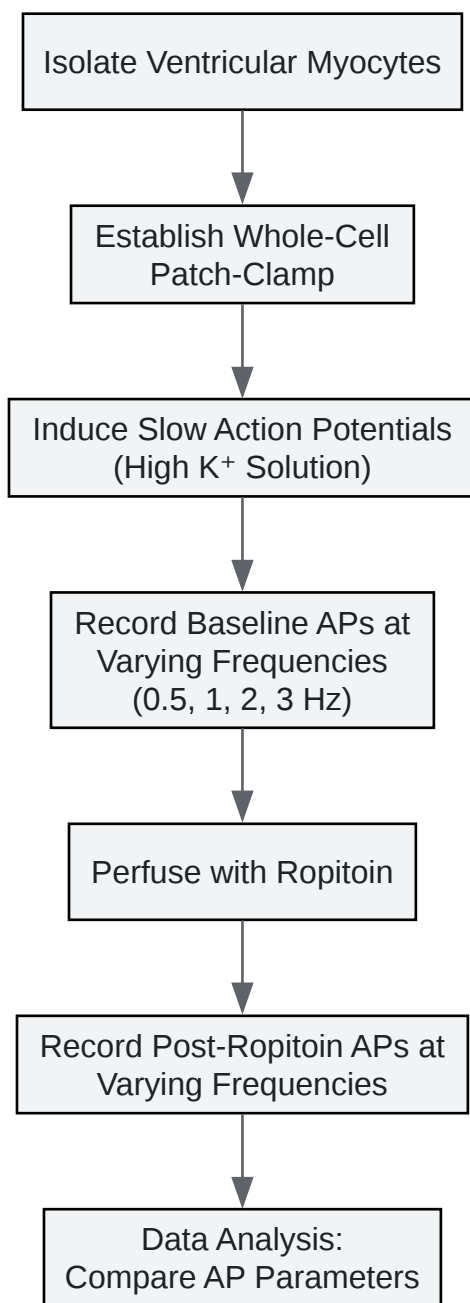 Isolate Ventricular Myocytes
Establish Whole-Cell
Patch-Clamp
Induce Slow Action Potentials
(High K⁺ Solution)
Record Baseline APs at
Varying Frequencies
(0.5, 1, 2, 3 Hz)
Perfuse with Ropitoin
Record Post-Ropitoin APs at
Varying Frequencies
Data Analysis:
Compare AP Parameters